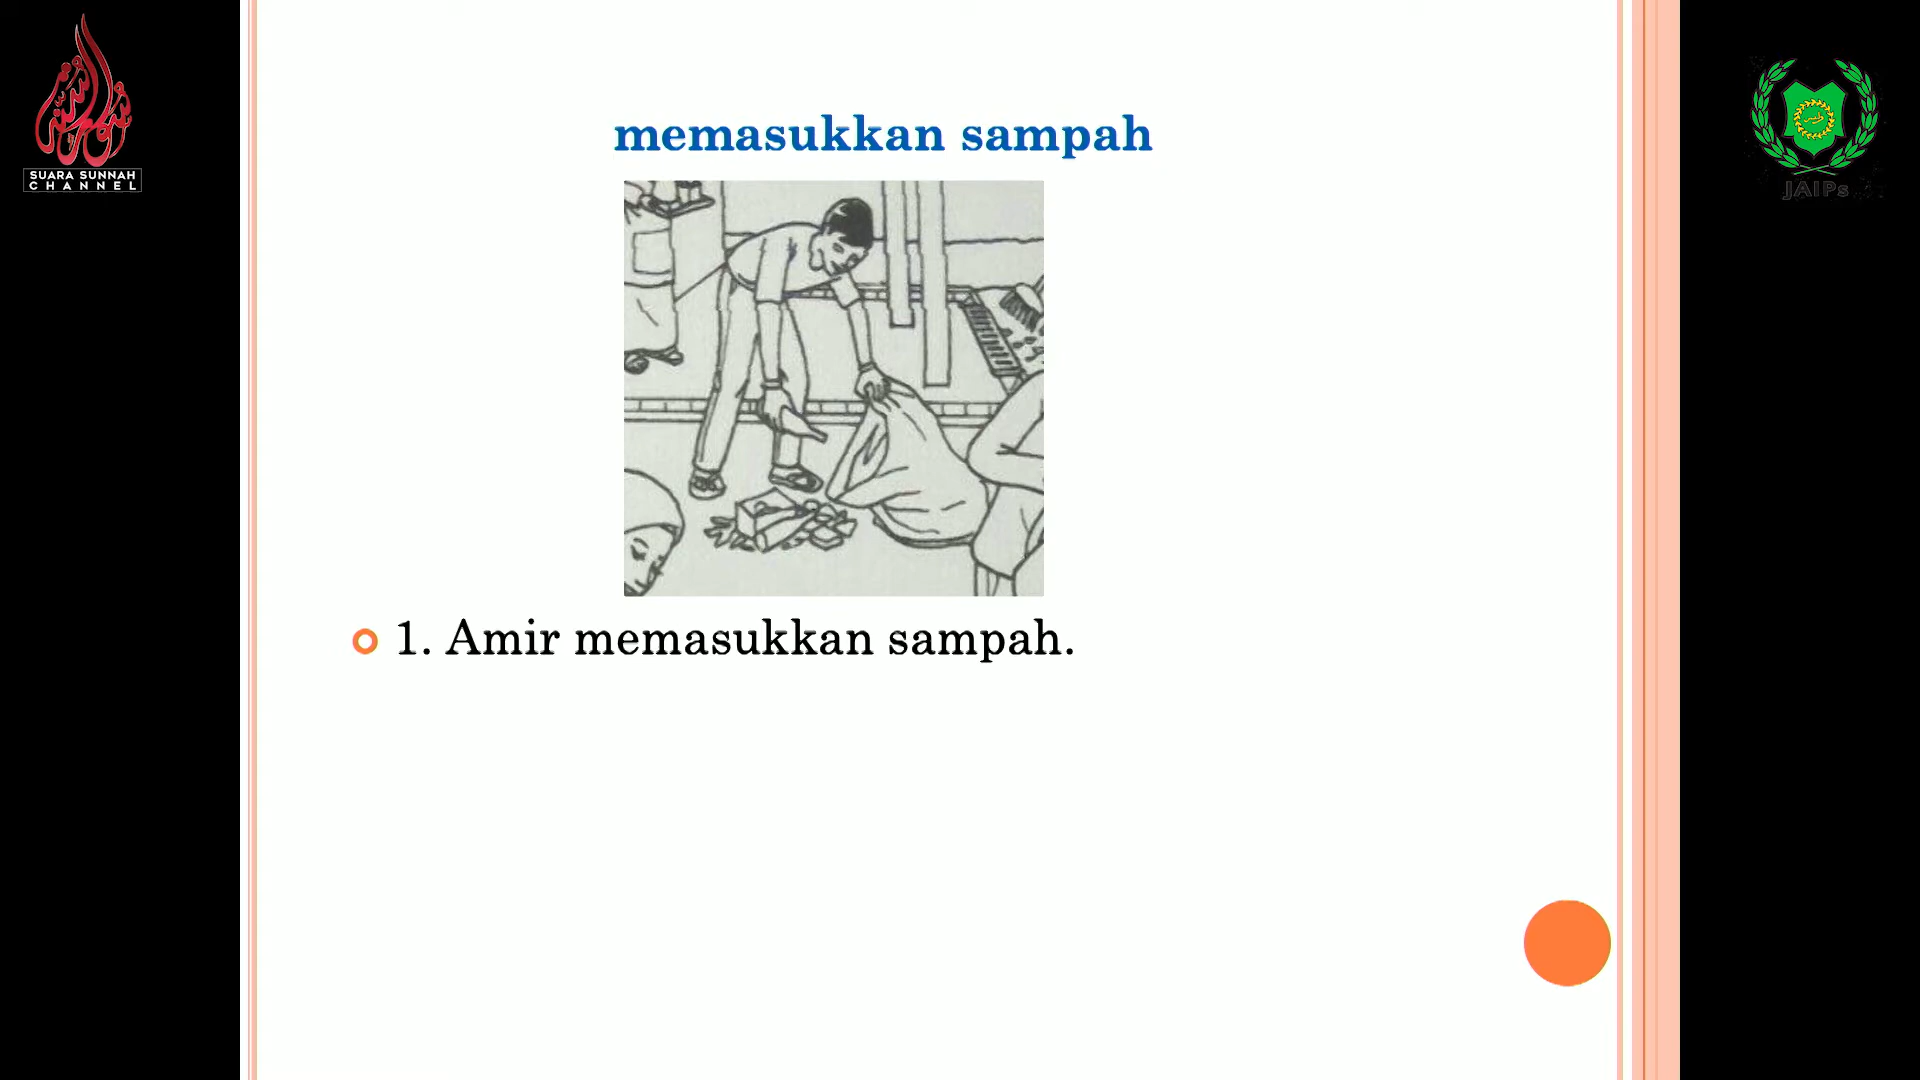 SUARA SUNNAH
CHANNEL
JAIPs
memasukkan sampah
1. Amir memasukkan sampah.